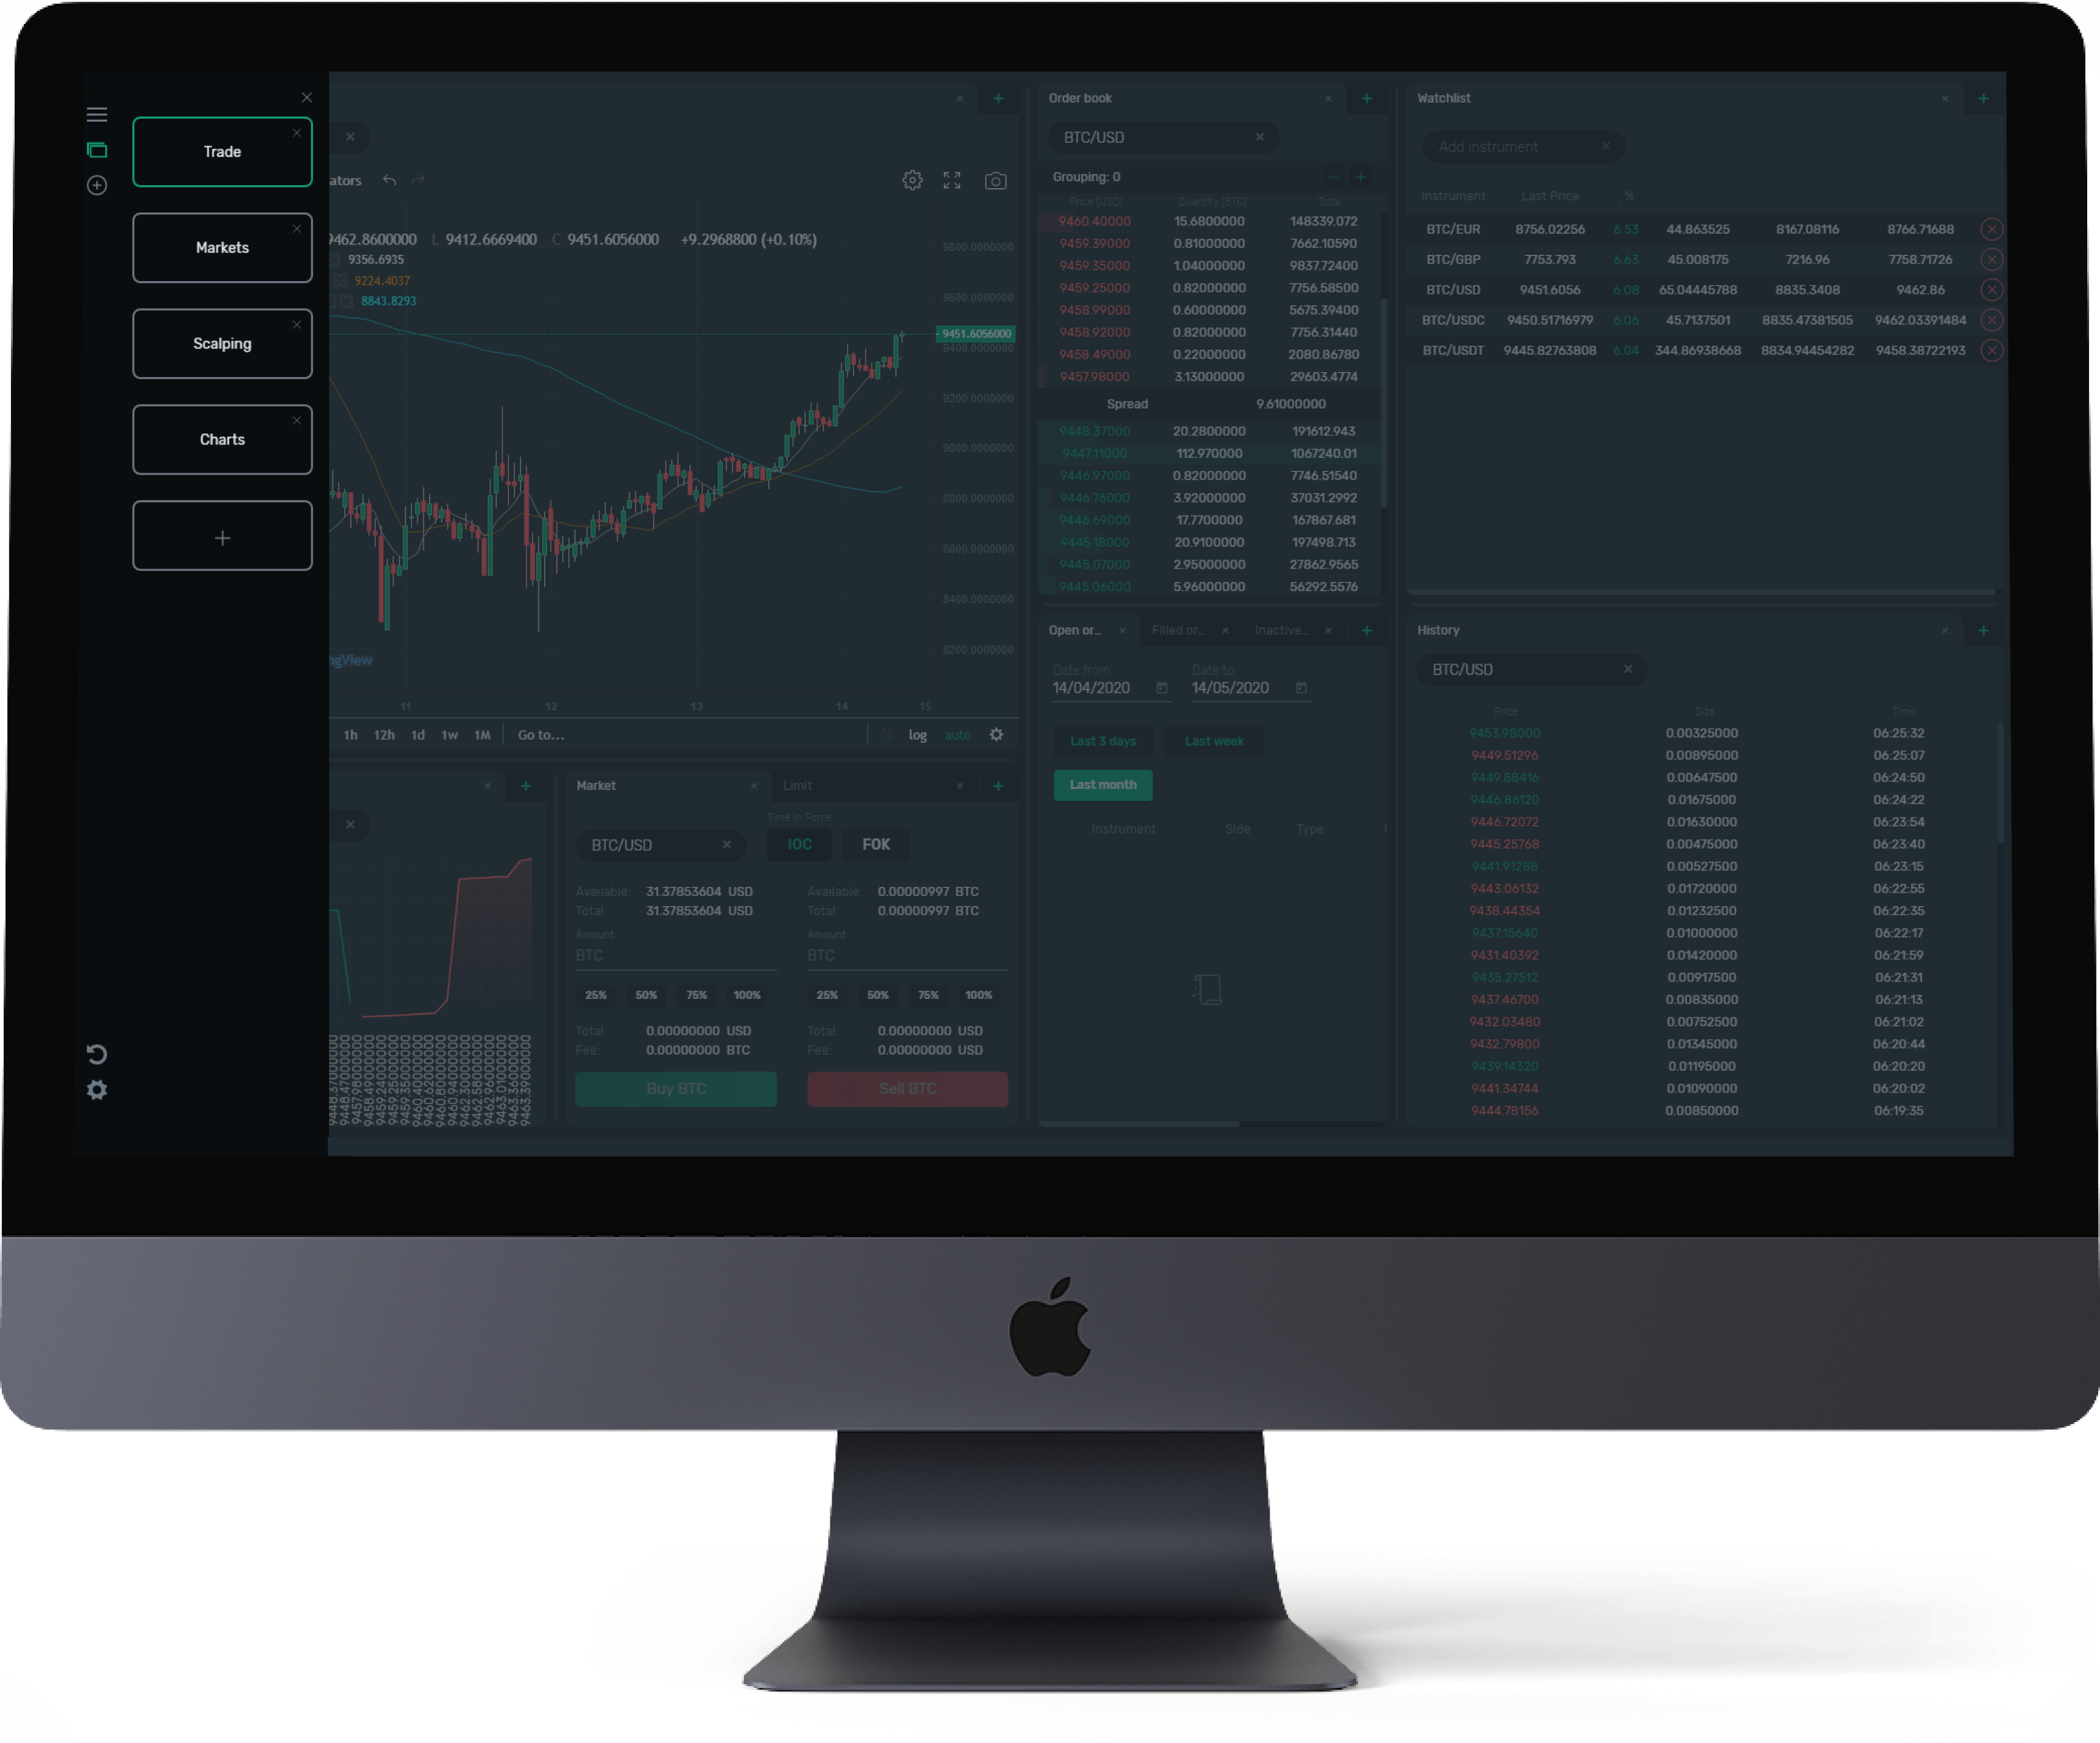 Trade
Markets
Scalping
Charts
ators
9462.8600000 L 9412.6669400 C 9451.6056000 +9.2968800 (+0.10%)
9356.6935
9224.4037
8843.8293
9800.0000000
9600.0000000
9451.6056000
9400.0000000
9200.0000000
9000.0000000
8800.0000000
8600.0000000
8400.0000000
8200.0000000
ngView
11 12 13 14 15
1h 12h 1d 1w 1M Go to...
% log auto
Order book
BTC/USD
Grouping: 0
Price (USD) Quantity (BTC) Total
9460.40000 15.6800000 148339.072
9459.39000 0.81000000 7662.10590
9459.35000 1.04000000 9837.72400
9459.25000 0.82000000 7756.58500
9458.99000 0.60000000 5675.39400
9458.92000 0.82000000 7756.31440
9458.49000 0.22000000 2080.86780
9457.98000 3.13000000 29603.4774
Spread 9.61000000
9448.37000 20.2800000 191612.943
9447.11000 112.970000 1067240.01
9446.97000 0.82000000 7746.51540
9446.76000 3.92000000 37031.2992
9446.69000 17.7700000 167867.681
9445.18000 20.9100000 197498.713
9445.07000 2.95000000 27862.9565
9445.06000 5.96000000 56292.5576
Watchlist
Add instrument
Instrument Last Price . %
BTC/EUR 8756.02256 6.53 44.863525 8167.08116 8766.71688
BTC/GBP 7753.793 6.63 45.008175 7216.96 7758.71726
BTC/USD 9451.6056 6.08 65.04445788 8835.3408 9462.86
BTC/USDC 9450.51716979 6.06 45.7137501 8835.47381505 9462.03391484
BTC/USDT 9445.82763808 6.04 344.86938668 8834.94454282 9458.38722193
9448.3700000
9448.4700000
9457.9800000
9458.4900000
9459.2400000
9459.2500000
9459.3500000
9460.4000000
9460.6200000
9460.8000000
9460.9400000
9462.3000000
9462.5800000
9462.9600000
9463.0100000
9463.3600000
9463.3900000
Market Limit
Time in Force
BTC/USD IOC FOK
Available: 31.37853604 USD Available: 0.00000997 BTC
Total: 31.37853604 USD Total: 0.00000997 BTC
Amount Amount
BTC BTC
25% 50% 75% 100% 25% 50% 75% 100%
Total: 0.00000000 USD Total: 0.00000000 USD
Fee: 0.00000000 BTC Fee: 0.00000000 USD
Buy BTC Sell BTC
Open or... Filled or... Inactive...
Date from Date to
14/04/2020 14/05/2020
Last 3 days Last week
Last month
Instrument Side Type
History
BTC/USD
Price Size Time
9453.98000 0.00325000 06:25:32
9449.51296 0.00895000 06:25:07
9449.88416 0.00647500 06:24:50
9446.86120 0.01675000 06:24:22
9446.72072 0.01630000 06:23:54
9445.25768 0.00475000 06:23:40
9441.91288 0.00527500 06:23:15
9443.06132 0.01720000 06:22:55
9438.44354 0.01232500 06:22:35
9437.15640 0.01000000 06:22:17
9431.40392 0.01420000 06:21:59
9435.27512 0.00917500 06:21:31
9437.46700 0.00835000 06:21:13
9432.03480 0.00752500 06:21:02
9432.79800 0.01345000 06:20:44
9439.14320 0.01195000 06:20:20
9441.34744 0.01090000 06:20:02
9444.78156 0.00850000 06:19:35